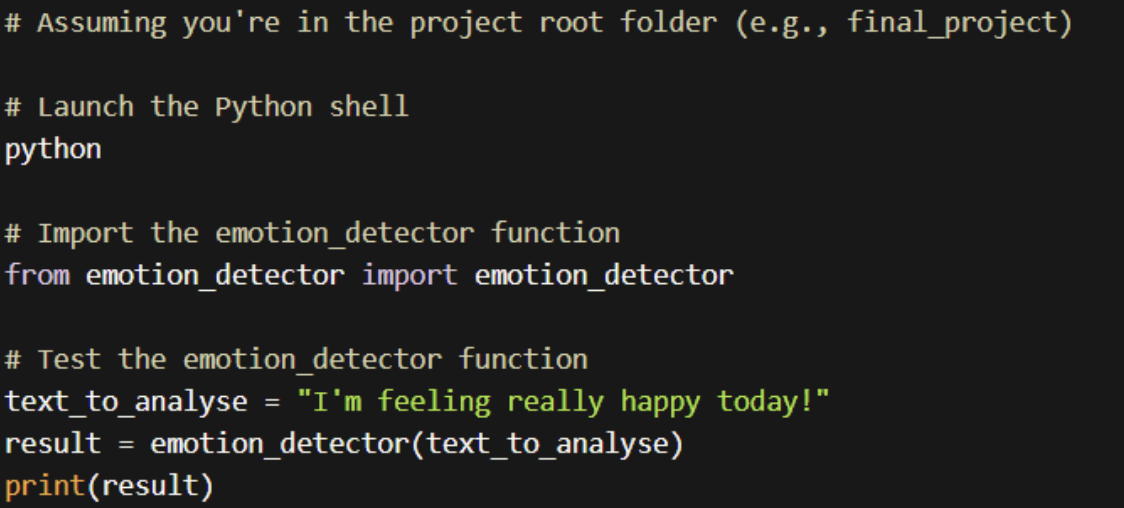 # Assuming you're in the project root folder (e.g., final_project)
# Launch the Python shell
python
# Import the emotion_detector function
from emotion_detector import emotion_detector
# Test the emotion_detector function
text_to_analyse = "I'm feeling really happy today!"
result = emotion_detector(text_to_analyse)
print(result)